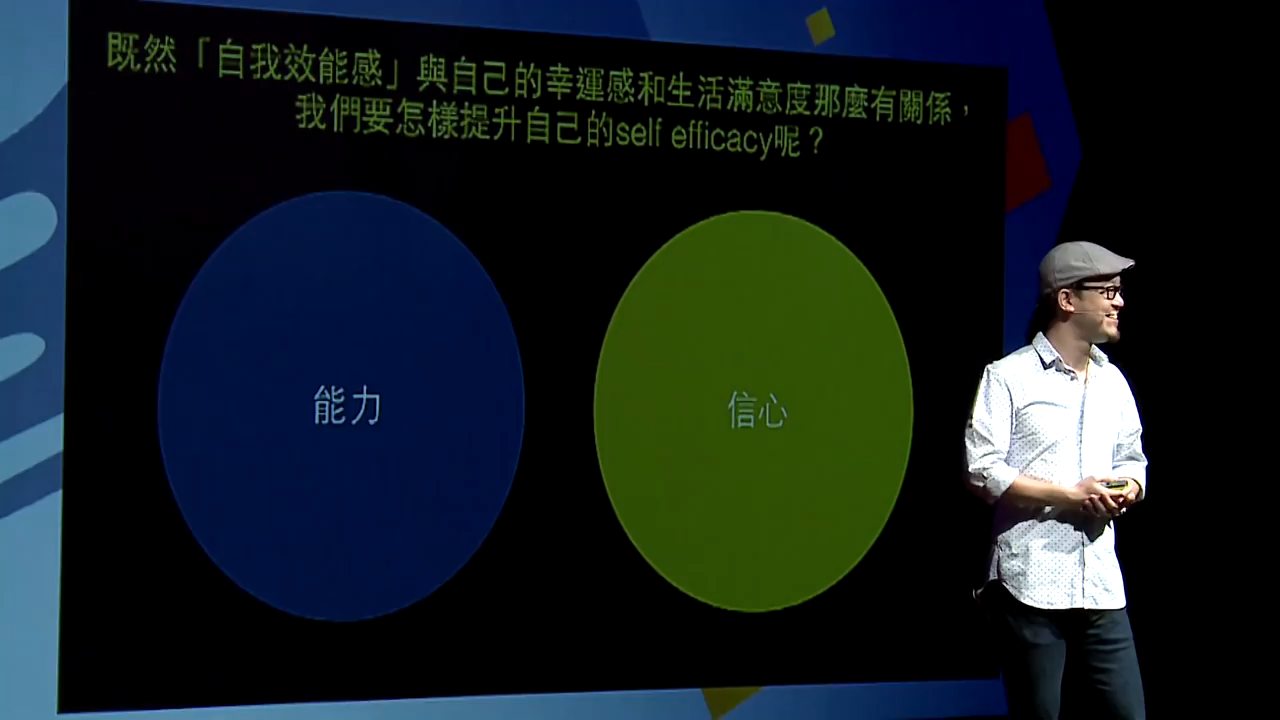 既然「自我效能感」與自己的幸運感和生活滿意度那麼有關係，
我們要怎樣提升自己的self efficacy呢？
能力
信心